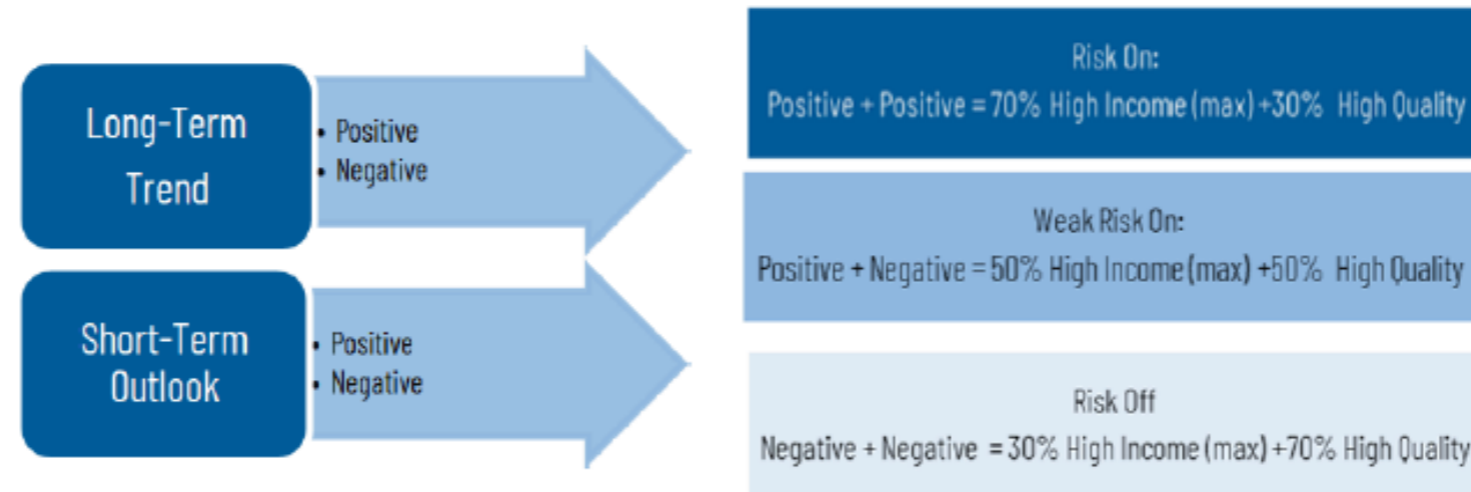 Long-Term
Trend
• Positive
• Negative
Short-Term
Outlook
• Positive
• Negative
Risk On:
Positive + Positive = 70% High Income (max) +30% High Quality
Weak Risk On:
Positive + Negative = 50% High Income (max) +50% High Quality
Risk Off
Negative + Negative = 30% High Income (max) +70% High Quality